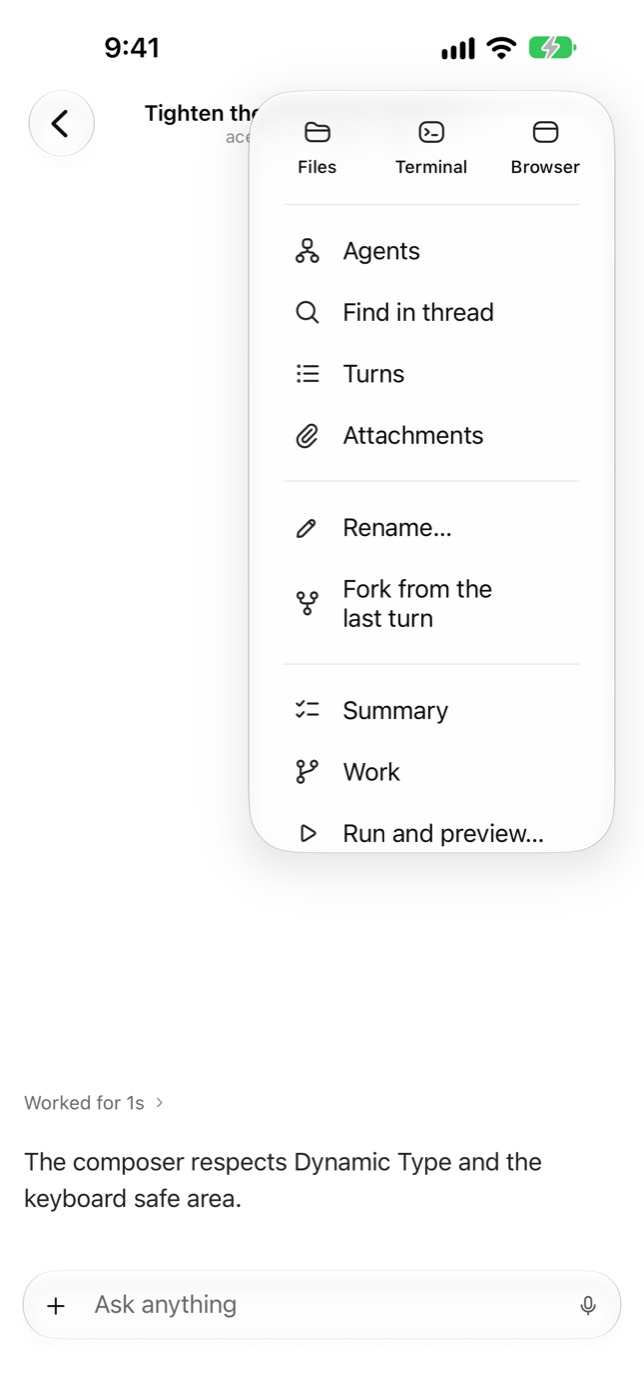 9:41
Tighten the
ace
Files
Terminal
Browser
Agents
Find in thread
Turns
Attachments
Rename...
Fork from the
last turn
Summary
Work
Run and preview...
Worked for 1s
The composer respects Dynamic Type and the
keyboard safe area.
Ask anything